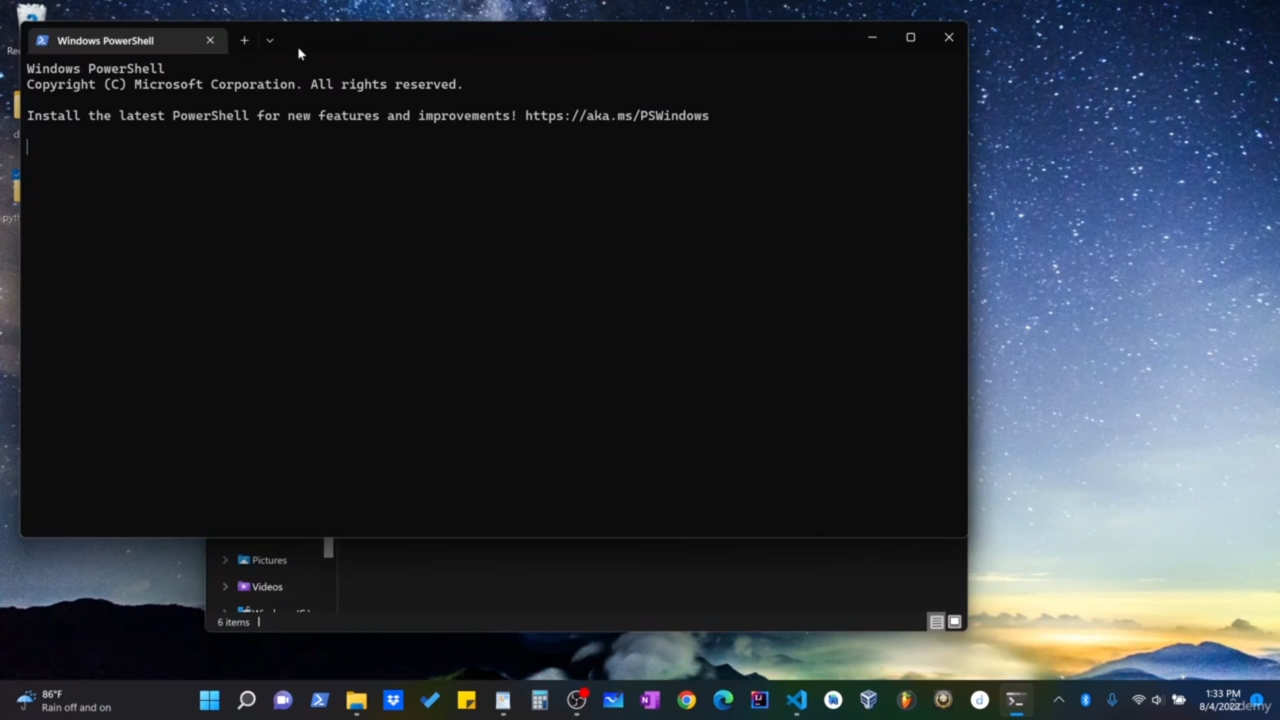 Windows PowerShell
Windows PowerShell
Copyright (C) Microsoft Corporation. All rights reserved.
Install the latest PowerShell for new features and improvements! https://aka.ms/PSWindows
Pictures
Videos
6 items
86°F
Rain off and on
1:33 PM
8/4/2022